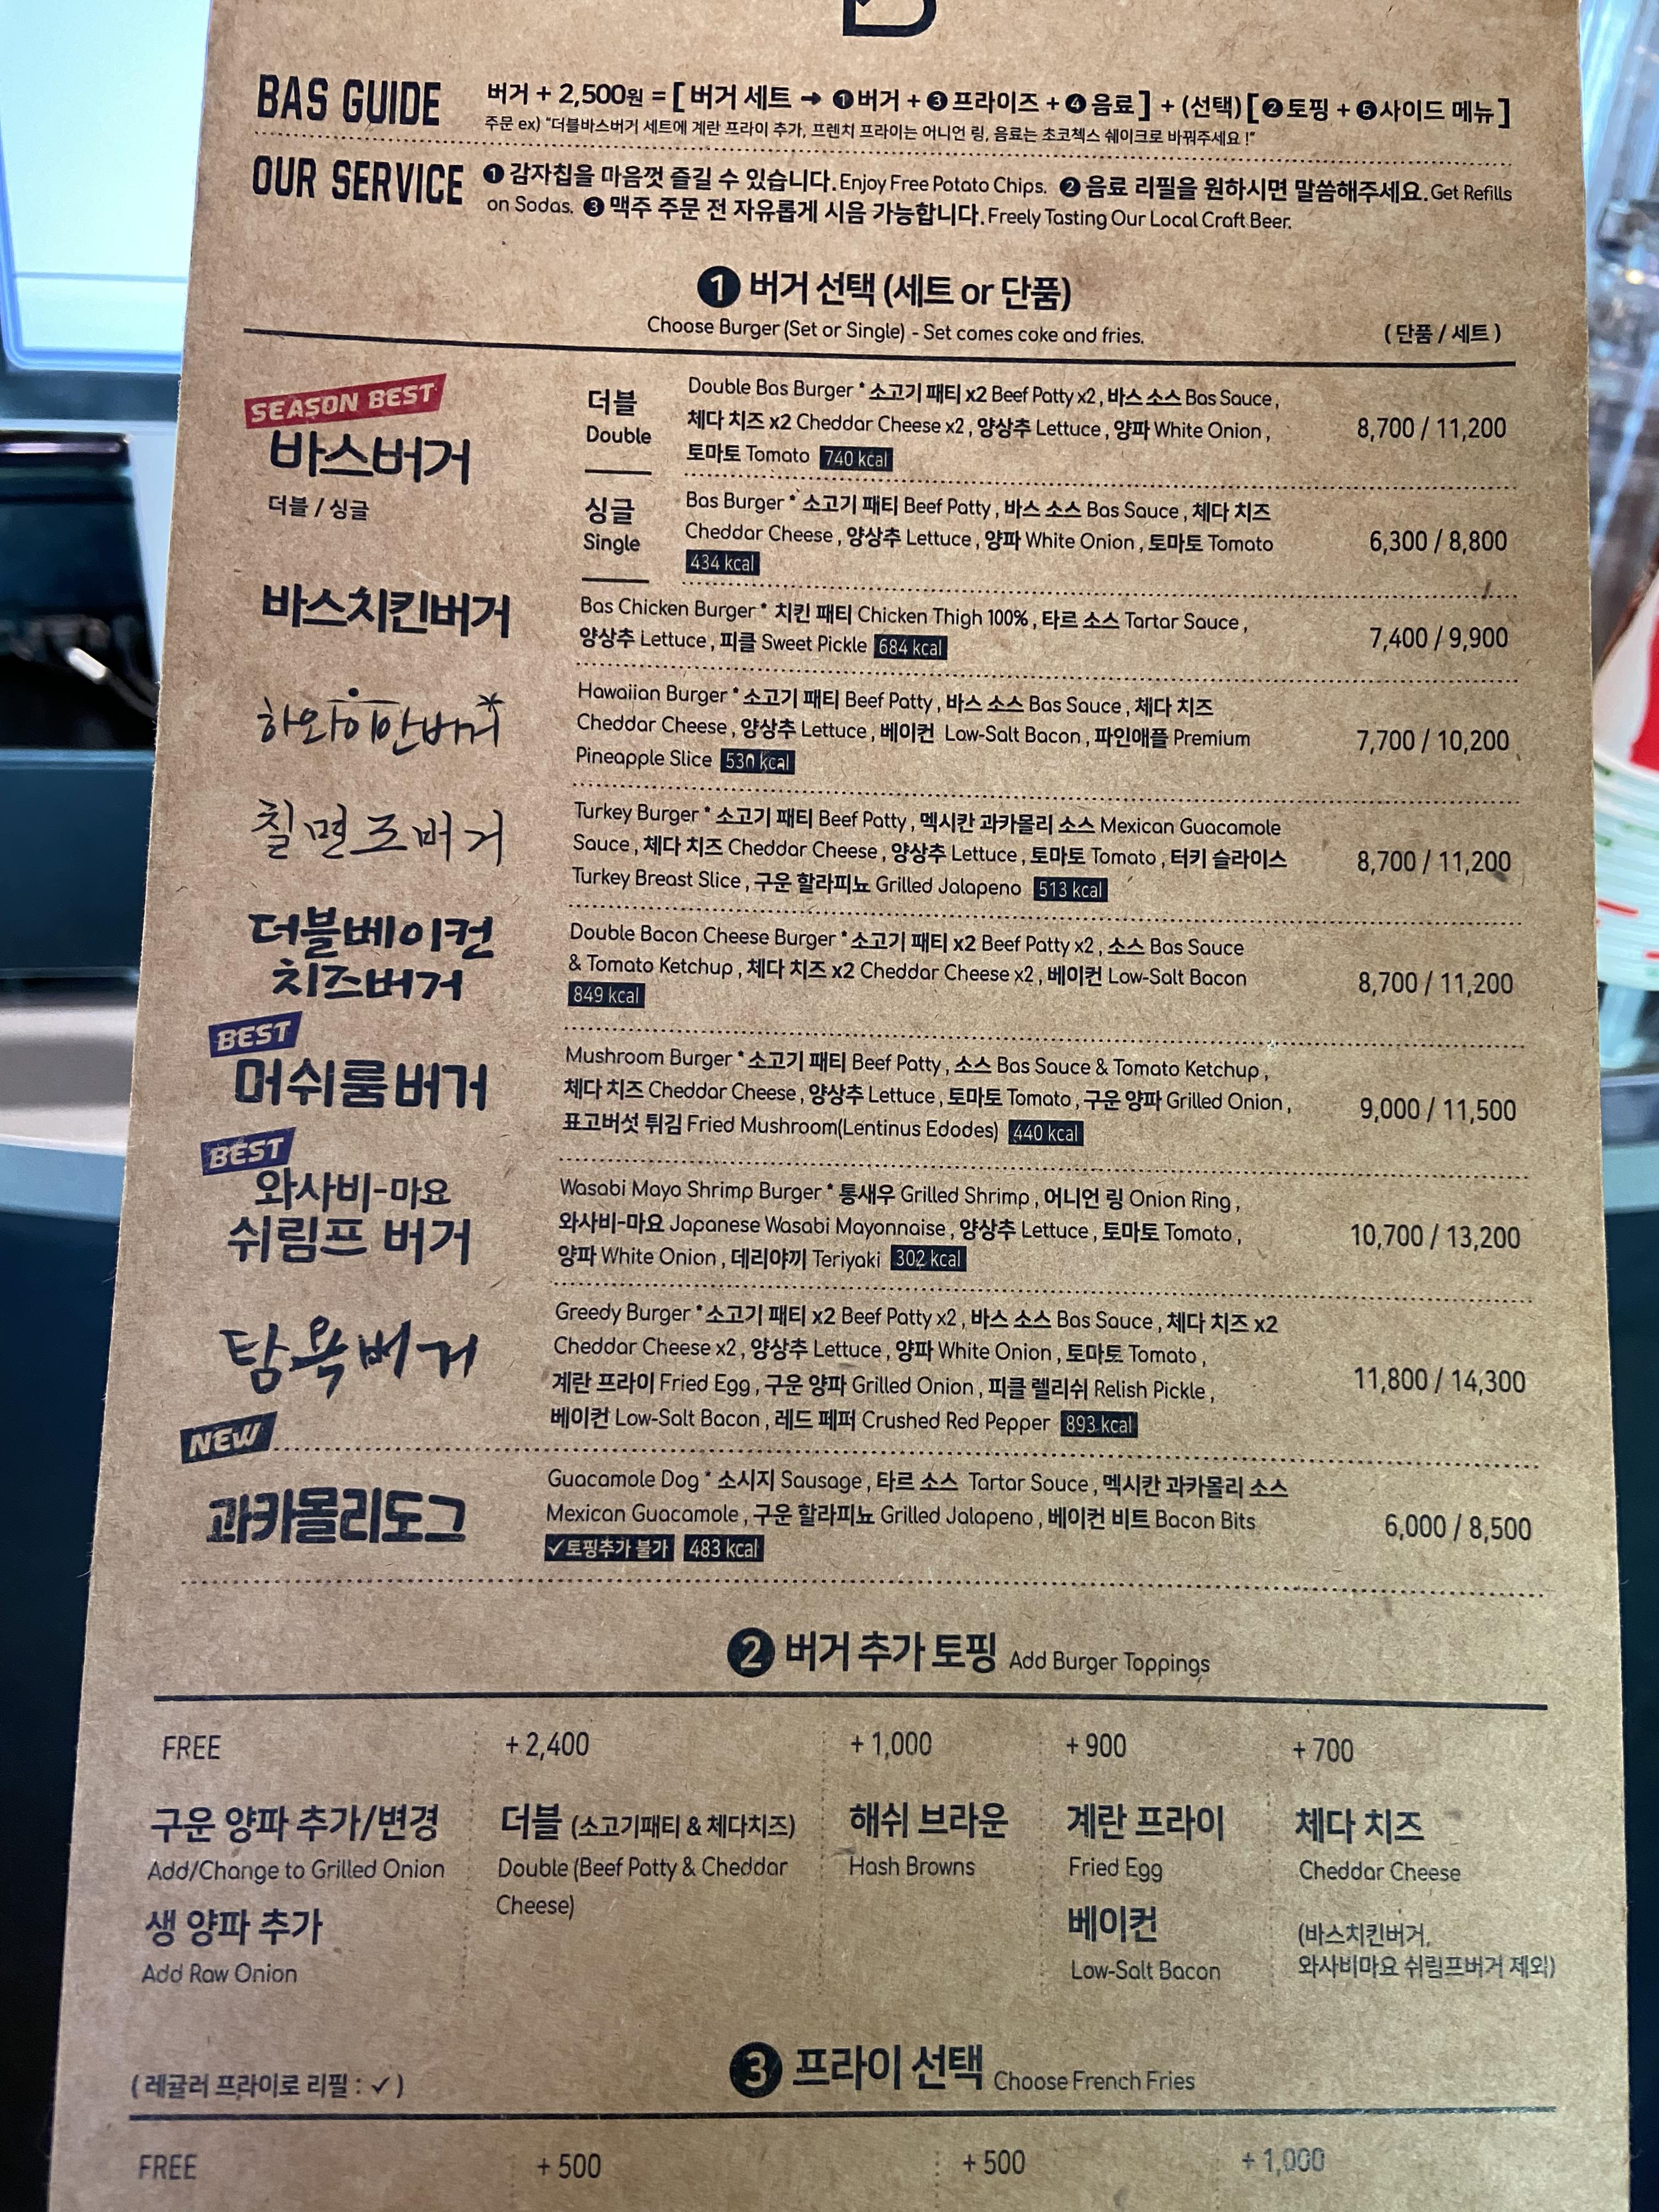 BAS GUIDE
버거 + 2,500원 = [ 버거 세트 → ❶버거 + ❸프라이즈 + ❹음료 ] + (선택) [ ❷토핑 + ❺사이드 메뉴 ]
주문 ex) "더블바스버거 세트에 계란 프라이 추가, 프렌치 프라이는 어니언 링, 음료는 초코첵스 쉐이크로 바꿔주세요 !"
OUR SERVICE
❶ 감자칩을 마음껏 즐길 수 있습니다. Enjoy Free Potato Chips. ❷ 음료 리필을 원하시면 말씀해주세요. Get Refills
on Sodas. ❸ 맥주 주문 전 자유롭게 시음 가능합니다. Freely Tasting Our Local Craft Beer.
❶ 버거 선택 (세트 or 단품)
Choose Burger (Set or Single) - Set comes coke and fries.
( 단품 / 세트 )
SEASON BEST
바스버거
더블 / 싱글
더블
Double
Double Bas Burger * 소고기 패티 x2 Beef Patty x2 , 바스 소스 Bas Sauce ,
체다 치즈 x2 Cheddar Cheese x2 , 양상추 Lettuce , 양파 White Onion ,
토마토 Tomato 740 kcal
8,700 / 11,200
싱글
Single
Bas Burger * 소고기 패티 Beef Patty , 바스 소스 Bas Sauce , 체다 치즈
Cheddar Cheese , 양상추 Lettuce , 양파 White Onion , 토마토 Tomato
434 kcal
6,300 / 8,800
바스치킨버거
Bas Chicken Burger * 치킨 패티 Chicken Thigh 100% , 타르 소스 Tartar Sauce ,
양상추 Lettuce , 피클 Sweet Pickle 684 kcal
7,400 / 9,900
하와이안버거
Hawaiian Burger * 소고기 패티 Beef Patty , 바스 소스 Bas Sauce , 체다 치즈
Cheddar Cheese , 양상추 Lettuce , 베이컨 Low-Salt Bacon , 파인애플 Premium
Pineapple Slice 530 kcal
7,700 / 10,200
칠면조버거
Turkey Burger * 소고기 패티 Beef Patty , 멕시칸 과카몰리 소스 Mexican Guacamole
Sauce , 체다 치즈 Cheddar Cheese , 양상추 Lettuce , 토마토 Tomato , 터키 슬라이스
Turkey Breast Slice , 구운 할라피뇨 Grilled Jalapeno 513 kcal
8,700 / 11,200
더블베이컨
치즈버거
Double Bacon Cheese Burger * 소고기 패티 x2 Beef Patty x2 , 소스 Bas Sauce
& Tomato Ketchup , 체다 치즈 x2 Cheddar Cheese x2 , 베이컨 Low-Salt Bacon
849 kcal
8,700 / 11,200
BEST
머쉬룸버거
Mushroom Burger * 소고기 패티 Beef Patty , 소스 Bas Sauce & Tomato Ketchup ,
체다 치즈 Cheddar Cheese , 양상추 Lettuce , 토마토 Tomato , 구운 양파 Grilled Onion ,
표고버섯 튀김 Fried Mushroom(Lentinus Edodes) 440 kcal
9,000 / 11,500
BEST
와사비-마요
쉬림프 버거
Wasabi Mayo Shrimp Burger * 통새우 Grilled Shrimp , 어니언 링 Onion Ring ,
와사비-마요 Japanese Wasabi Mayonnaise , 양상추 Lettuce , 토마토 Tomato ,
양파 White Onion , 데리야끼 Teriyaki 302 kcal
10,700 / 13,200
탐욕버거
Greedy Burger * 소고기 패티 x2 Beef Patty x2 , 바스 소스 Bas Sauce , 체다 치즈 x2
Cheddar Cheese x2 , 양상추 Lettuce , 양파 White Onion , 토마토 Tomato ,
계란 프라이 Fried Egg , 구운 양파 Grilled Onion , 피클 렐리쉬 Relish Pickle ,
베이컨 Low-Salt Bacon , 레드 페퍼 Crushed Red Pepper 893 kcal
11,800 / 14,300
NEW
과카몰리도그
Guacamole Dog * 소시지 Sausage , 타르 소스 Tartar Souce , 멕시칸 과카몰리 소스
Mexican Guacamole , 구운 할라피뇨 Grilled Jalapeno , 베이컨 비트 Bacon Bits
✓토핑추가 불가 483 kcal
6,000 / 8,500
❷ 버거 추가 토핑 Add Burger Toppings
FREE
구운 양파 추가/변경
Add/Change to Grilled Onion
생 양파 추가
Add Raw Onion
+ 2,400
더블 (소고기패티 & 체다치즈)
Double (Beef Patty & Cheddar
Cheese)
+ 1,000
해쉬 브라운
Hash Browns
+ 900
계란 프라이
Fried Egg
베이컨
Low-Salt Bacon
+ 700
체다 치즈
Cheddar Cheese
(바스치킨버거,
와사비마요 쉬림프버거 제외)
( 레귤러 프라이로 리필 : ✓ )
❸ 프라이 선택 Choose French Fries
FREE
+ 500
+ 500
+ 1,000